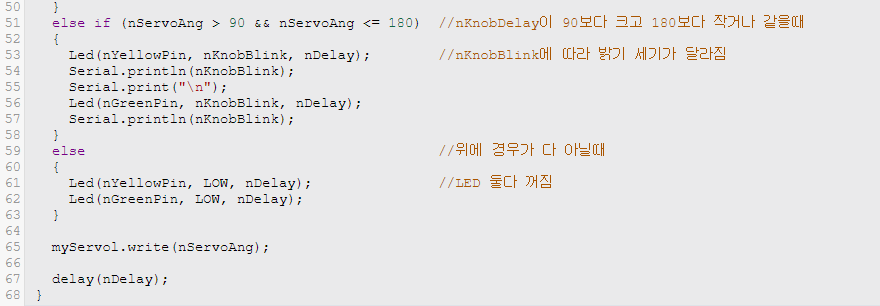 50 }
51 else if (nServoAng > 90 && nServoAng <= 180) //nKnobDelay이 90보다 크고 180보다 작거나 같을때
52 {
53 Led(nYellowPin, nKnobBlink, nDelay); //nKnobBlink에 따라 밝기 세기가 달라짐
54 Serial.println(nKnobBlink);
55 Serial.print("\n");
56 Led(nGreenPin, nKnobBlink, nDelay);
57 Serial.println(nKnobBlink);
58 }
59 else //위에 경우가 다 아닐때
60 {
61 Led(nYellowPin, LOW, nDelay); //LED 둘다 꺼짐
62 Led(nGreenPin, LOW, nDelay);
63 }
64
65 myServo1.write(nServoAng);
66
67 delay(nDelay);
68 }